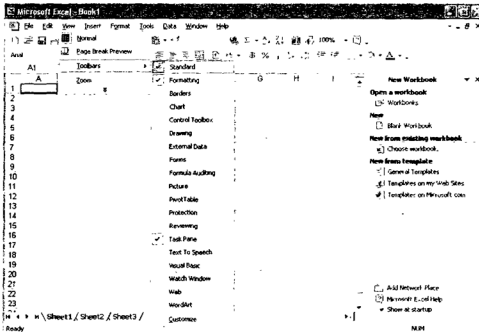 Microsoft Excel - Book1
File Edit View Insert Format Tools Data Window Help
Normal
100%
Page Break Preview
Arial
Toolbars
Standard
A1
Zoom
Formatting
A
G H I
New Workbook
Borders
Open a workbook
Chart
Workbooks
Control Toolbox
New
Drawing
Blank Workbook
External Data
New from existing workbook
Forms
Choose workbook.
Formula Auditing
New from template
Picture
General Templates
PivotTable
Templates on my Web Sites
Protection
Templates on Microsoft.com
Reviewing
Task Pane
Text To Speech
Visual Basic
Watch Window
Web
WordArt
Customize
1
2
3
4
5
6
7
8
9
10
11
12
13
14
15
16
17
18
19
20
21
22
23
Add Network Place
Microsoft Excel Help
Show at startup
Sheet1 / Sheet2 / Sheet3 /
Ready
NUM